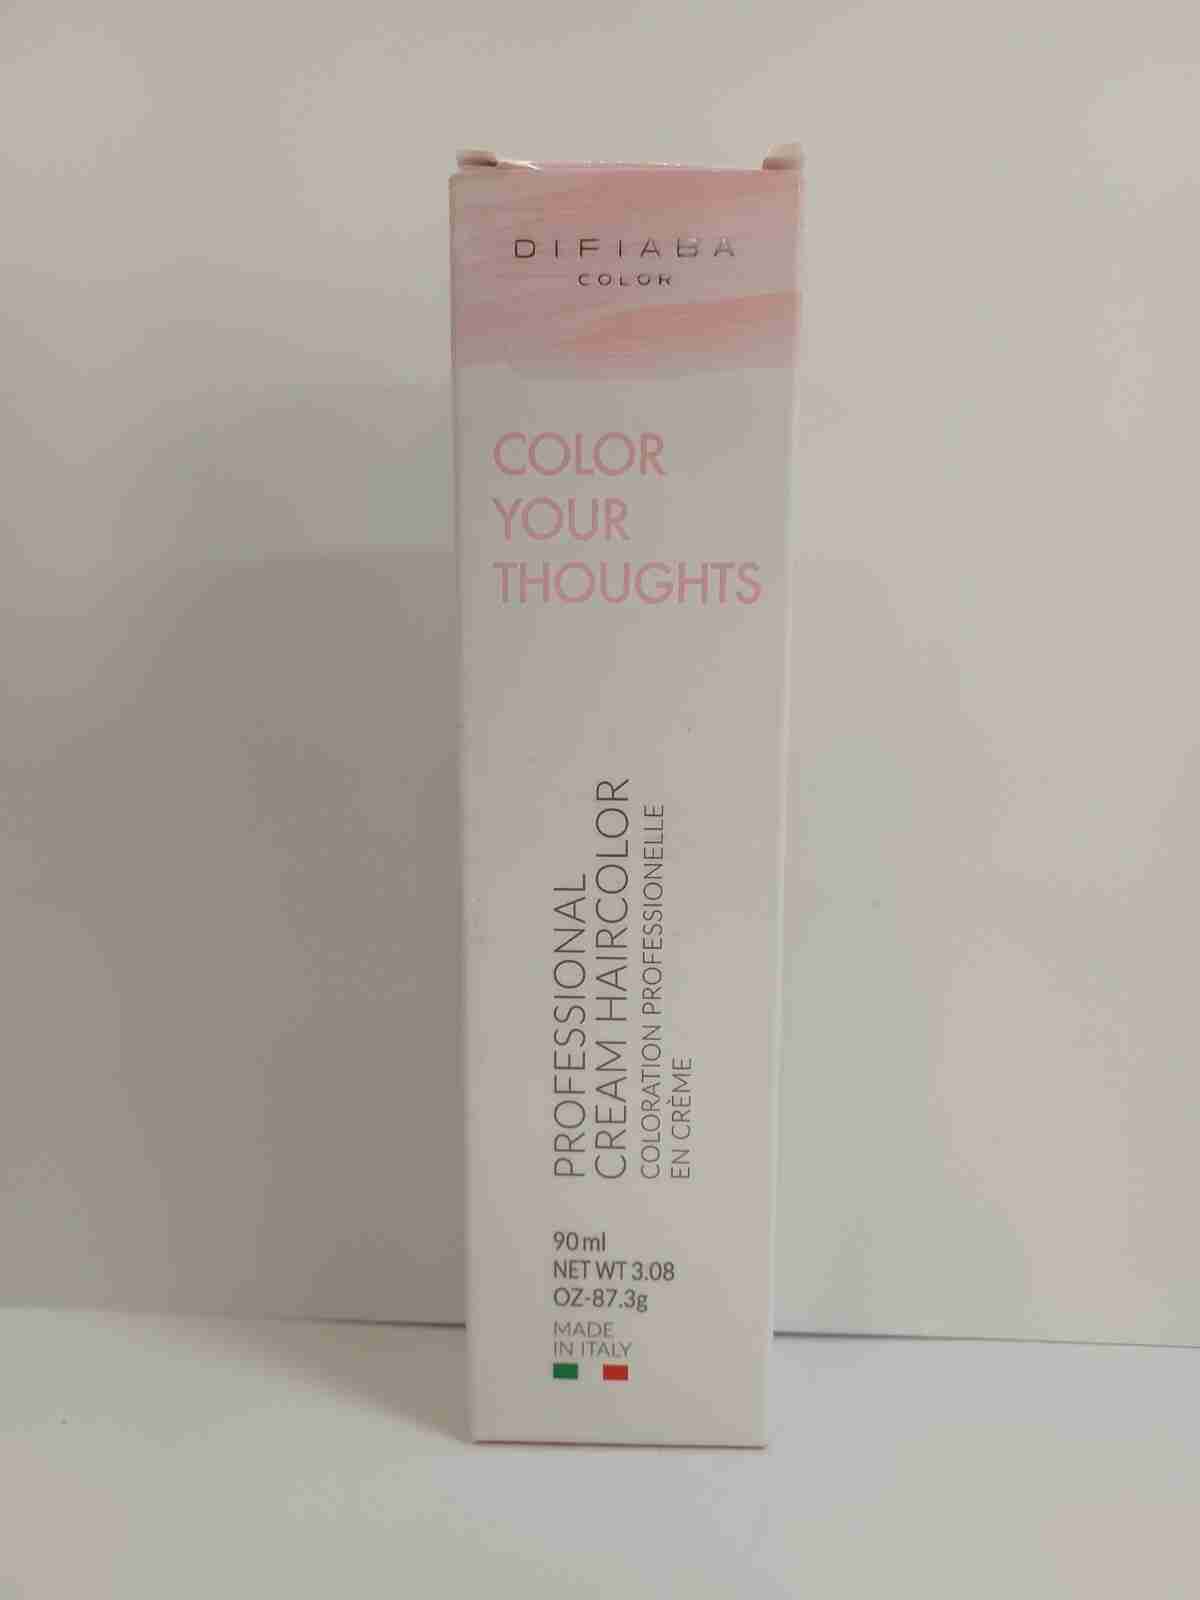 DIFIABA
COLOR
COLOR
YOUR
THOUGHTS
PROFESSIONAL
CREAM HAIRCOLOR
COLORATION PROFESSIONELLE
EN CRÈME
90 ml
NET WT 3.08
OZ-87.3g
MADE
IN ITALY